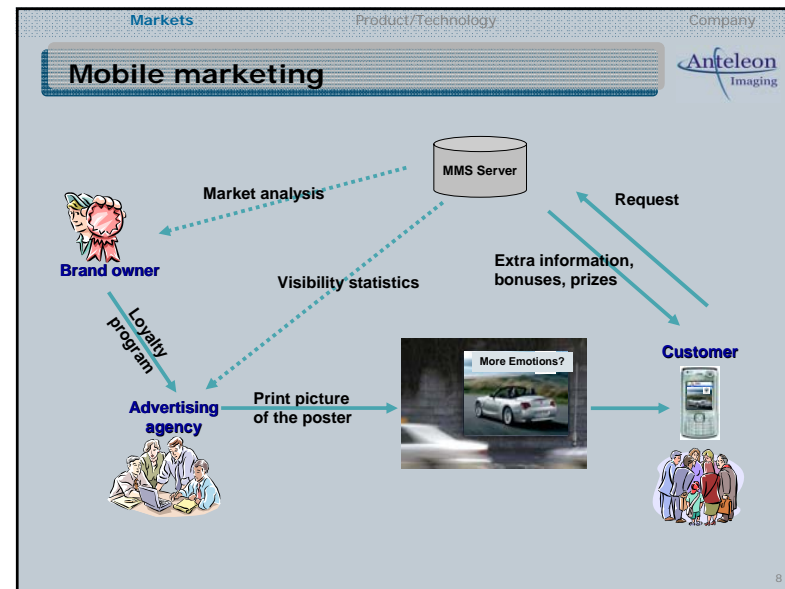 Markets Product/Technology Company
Mobile marketing
Anteleon
Imaging
MMS Server
Market analysis
Request
Brand owner
Extra information,
bonuses, prizes
Visibility statistics
Loyalty
program
More Emotions?
Customer
Advertising
agency
Print picture
of the poster
8